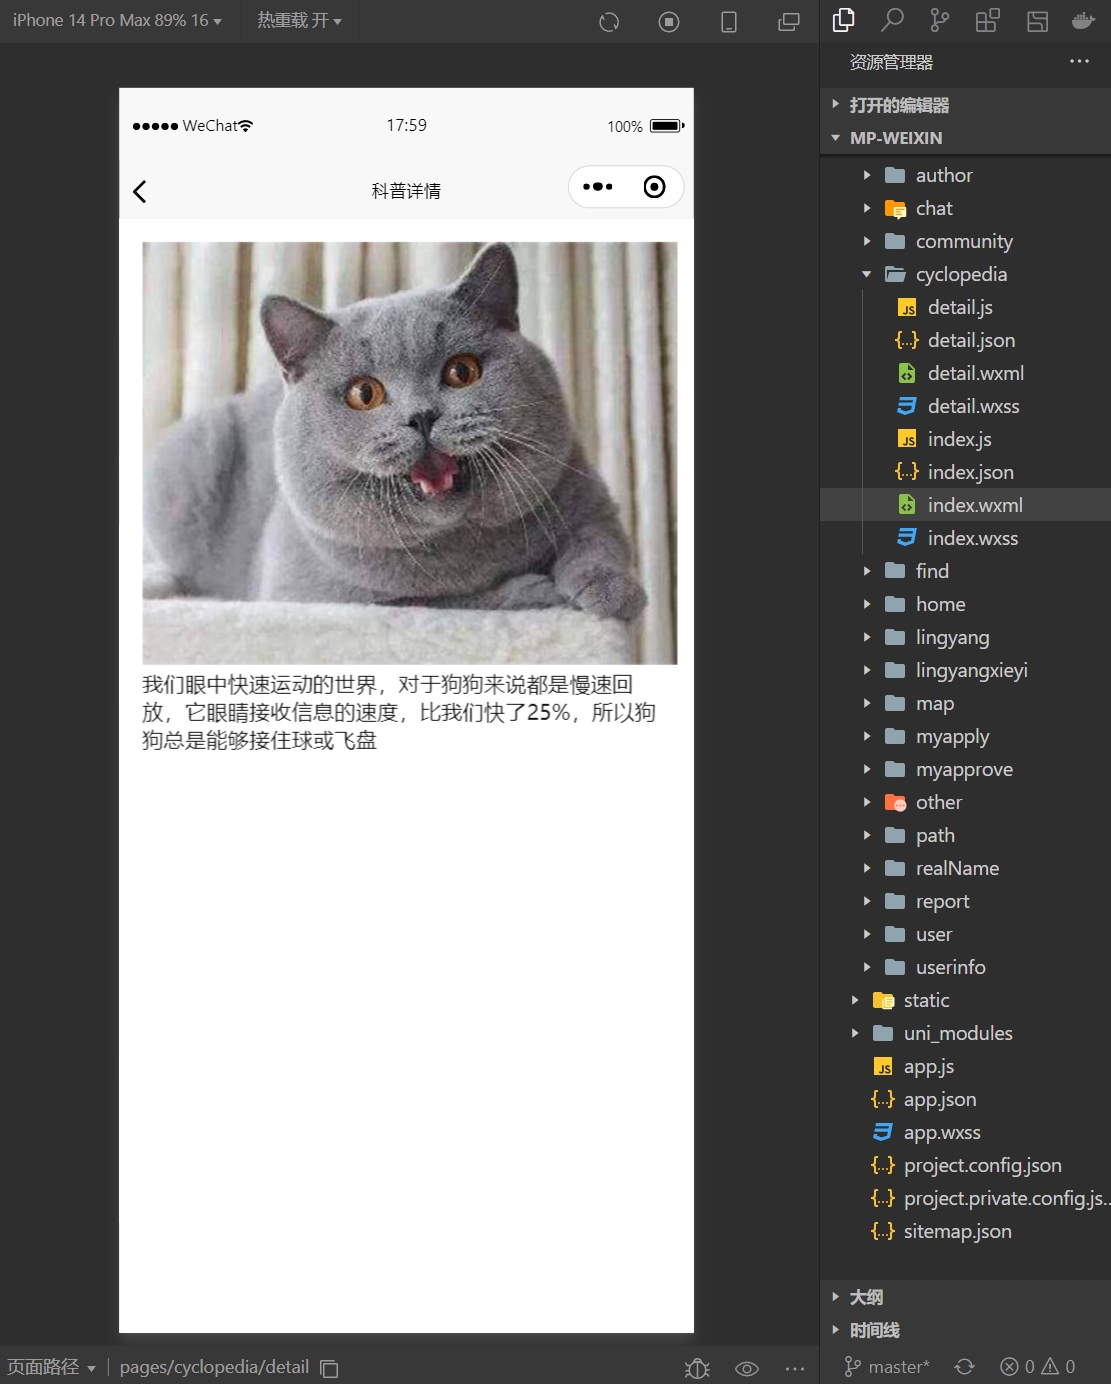 iPhone 14 Pro Max 89% 16
热重载 开
WeChat
17:59
100%
科普详情
我们眼中快速运动的世界，对于狗狗来说都是慢速回
放，它眼睛接收信息的速度，比我们快了25%，所以狗
狗总是能够接住球或飞盘
页面路径
pages/cyclopedia/detail
资源管理器
打开的编辑器
MP-WEIXIN
author
chat
community
cyclopedia
JS detail.js
{..} detail.json
detail.wxml
detail.wxss
JS index.js
{..} index.json
index.wxml
index.wxss
find
home
lingyang
lingyangxieyi
map
myapply
myapprove
other
path
realName
report
user
userinfo
static
uni_modules
JS app.js
{..} app.json
app.wxss
{..} project.config.json
{..} project.private.config.js...
{..} sitemap.json
大纲
时间线
master*
0
0